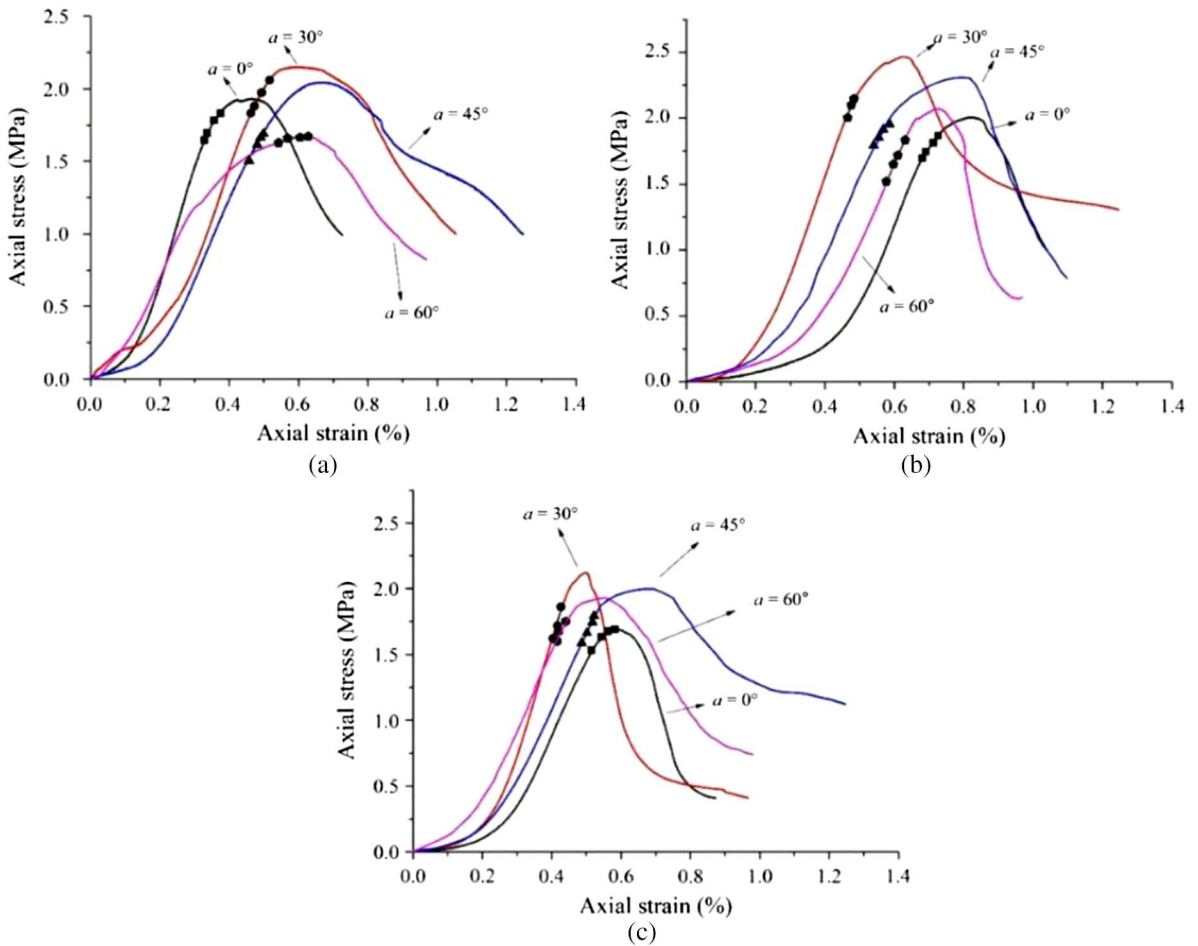 2.5
2.0
1.5
1.0
0.5
0.0
Axial stress (MPa)
a = 30°
a = 0°
a = 45°
a = 60°
0.0 0.2 0.4 0.6 0.8 1.0 1.2 1.4
Axial strain (%)
(a)
2.5
2.0
1.5
1.0
0.5
0.0
Axial stress (MPa)
a = 30°
a = 45°
a = 0°
a = 60°
0.0 0.2 0.4 0.6 0.8 1.0 1.2 1.4
Axial strain (%)
(b)
2.5
2.0
1.5
1.0
0.5
0.0
Axial stress (MPa)
a = 30°
a = 45°
a = 60°
a = 0°
0.0 0.2 0.4 0.6 0.8 1.0 1.2 1.4
Axial strain (%)
(c)